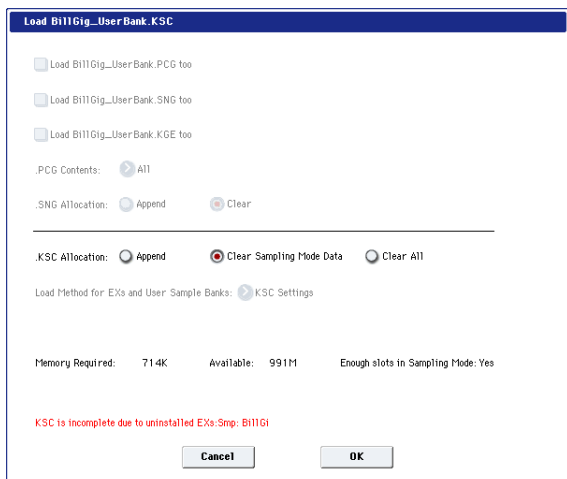 Load BillGig_UserBank.KSC
Load BillGig_UserBank.PCG too
Load BillGig_UserBank.SNG too
Load BillGig_UserBank.KGE too
.PCG Contents: All
.SNG Allocation: Append Clear
.KSC Allocation: Append Clear Sampling Mode Data Clear All
Load Method for EXs and User Sample Banks: KSC Settings
Memory Required: 714K Available: 991M Enough slots in Sampling Mode: Yes
KSC is incomplete due to uninstalled EXs:Smp: BillGi
Cancel OK